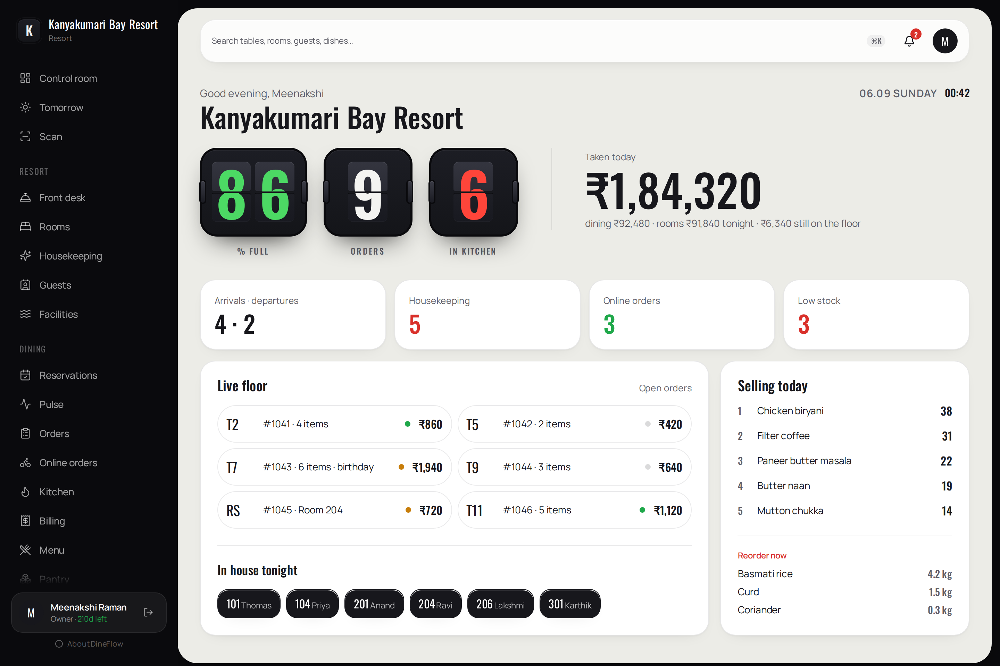 K
Kanyakumari Bay Resort
Resort
Control room
Tomorrow
Scan
RESORT
Front desk
Rooms
Housekeeping
Guests
Facilities
DINING
Reservations
Pulse
Orders
Online orders
Kitchen
Billing
Menu
Pantry
M
Meenakshi Raman
Owner · 210d left
About DineFlow
Search tables, rooms, guests, dishes...
⌘K
2
M
Good evening, Meenakshi
06.09 SUNDAY 00:42
Kanyakumari Bay Resort
86
% FULL
9
ORDERS
6
IN KITCHEN
Taken today
₹1,84,320
dining ₹92,480 · rooms ₹91,840 tonight · ₹6,340 still on the floor
Arrivals · departures
4 · 2
Housekeeping
5
Online orders
3
Low stock
3
Live floor
Open orders
T2 #1041 · 4 items ₹860
T5 #1042 · 2 items ₹420
T7 #1043 · 6 items · birthday ₹1,940
T9 #1044 · 3 items ₹640
RS #1045 · Room 204 ₹720
T11 #1046 · 5 items ₹1,120
In house tonight
101 Thomas
104 Priya
201 Anand
204 Ravi
206 Lakshmi
301 Karthik
Selling today
1 Chicken biryani 38
2 Filter coffee 31
3 Paneer butter masala 22
4 Butter naan 19
5 Mutton chukka 14
Reorder now
Basmati rice 4.2 kg
Curd 1.5 kg
Coriander 0.3 kg